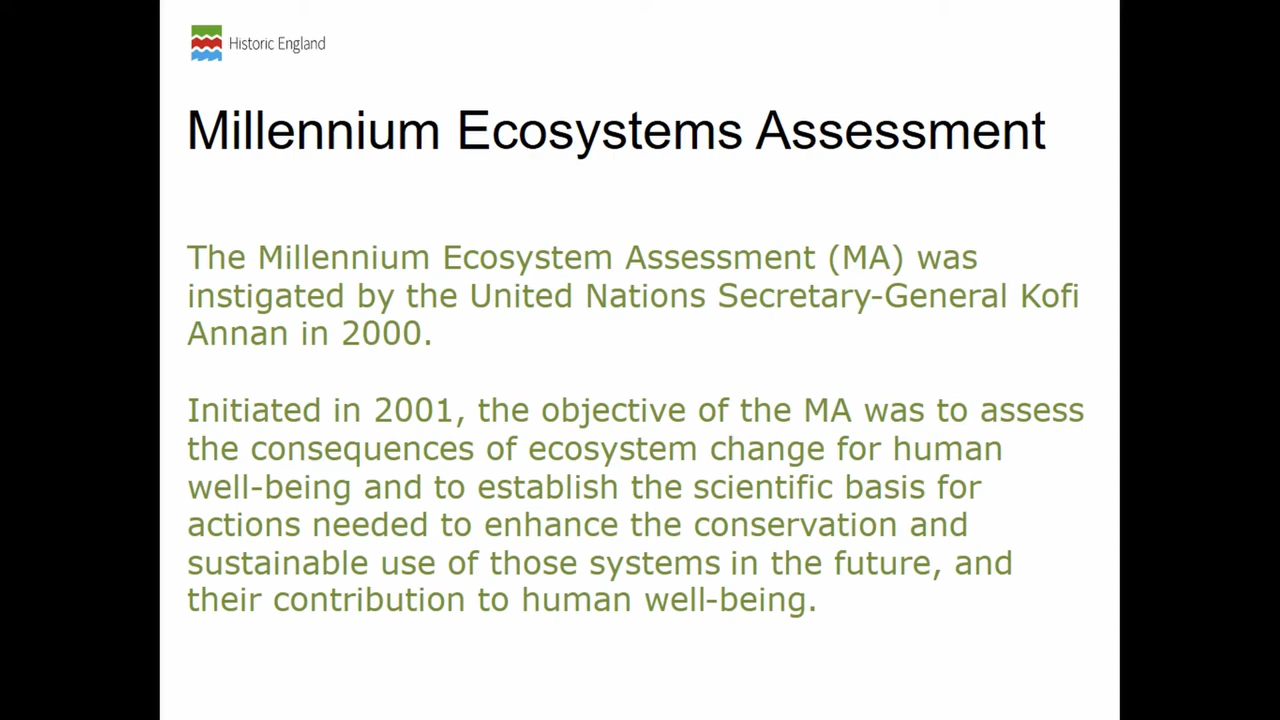 Historic England
Millennium Ecosystems Assessment
The Millennium Ecosystem Assessment (MA) was
instigated by the United Nations Secretary-General Kofi
Annan in 2000.
Initiated in 2001, the objective of the MA was to assess
the consequences of ecosystem change for human
well-being and to establish the scientific basis for
actions needed to enhance the conservation and
sustainable use of those systems in the future, and
their contribution to human well-being.